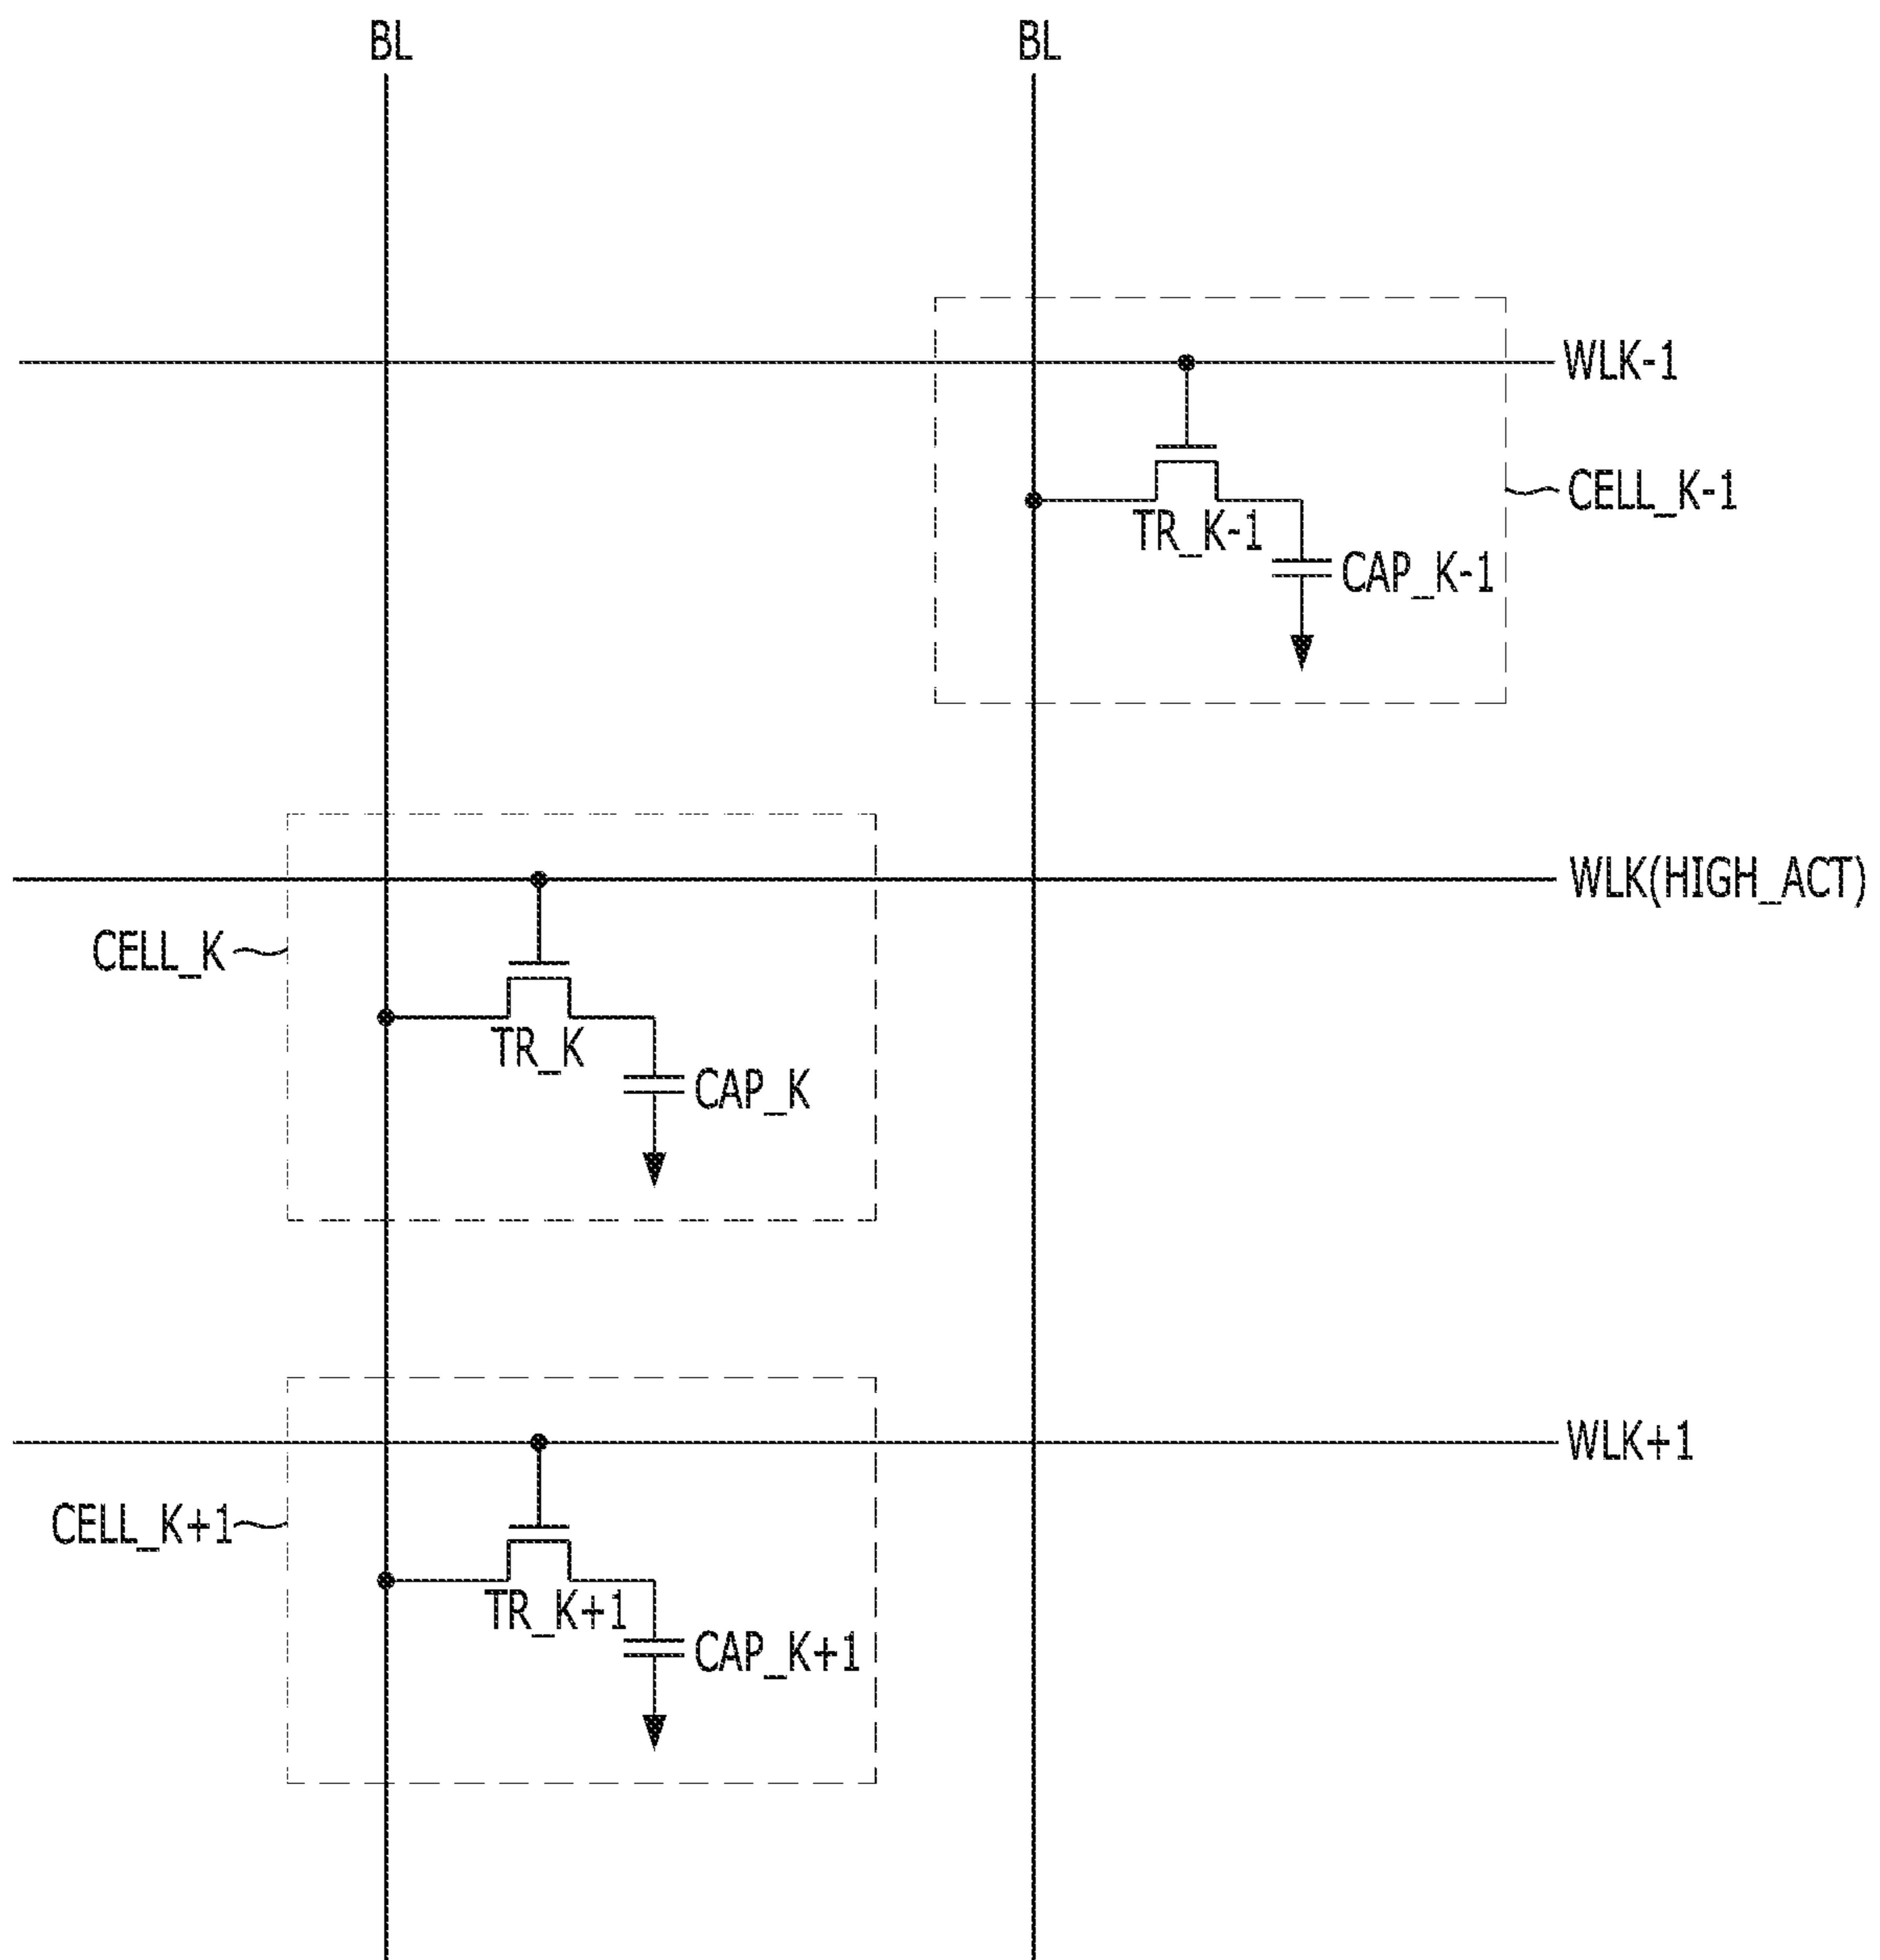 BL
BL
WLK-1
CELL_K-1
TR_K-1
CAP_K-1
WLK(HIGH_ACT)
CELL_K
TR_K
CAP_K
WLK+1
CELL_K+1
TR_K+1
CAP_K+1